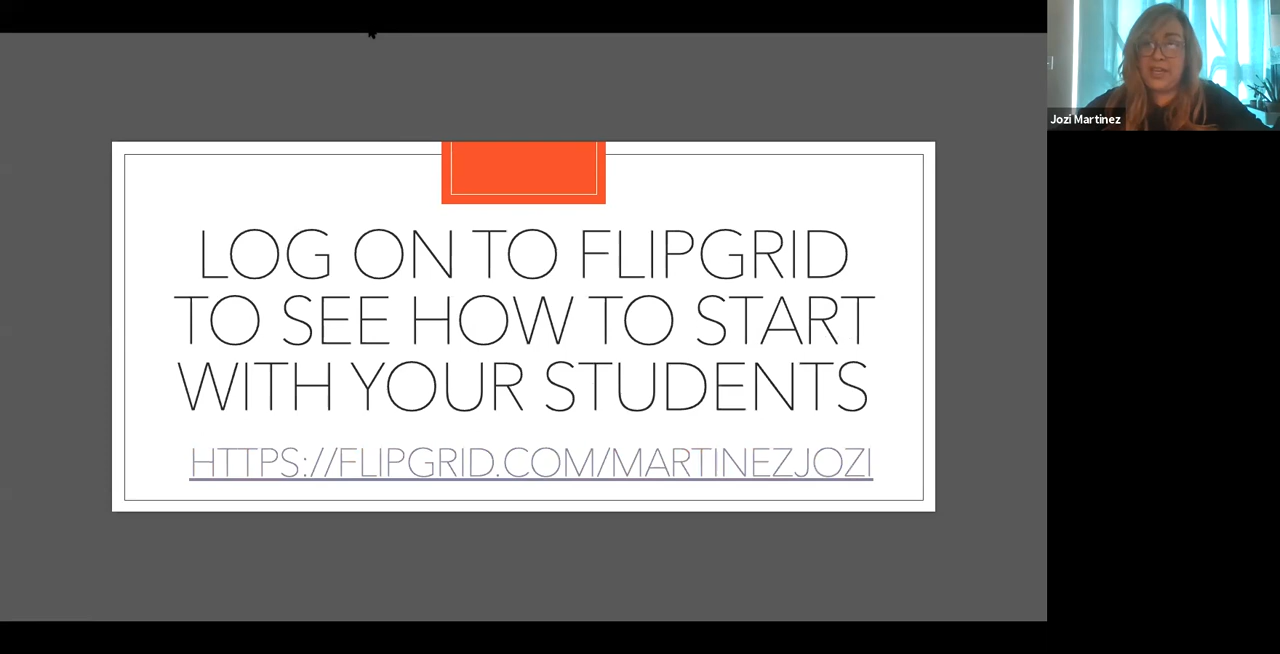 LOG ON TO FLIPGRID
TO SEE HOW TO START
WITH YOUR STUDENTS
HTTPS://FLIPGRID.COM/MARTINEZJOZI
Jozi Martinez